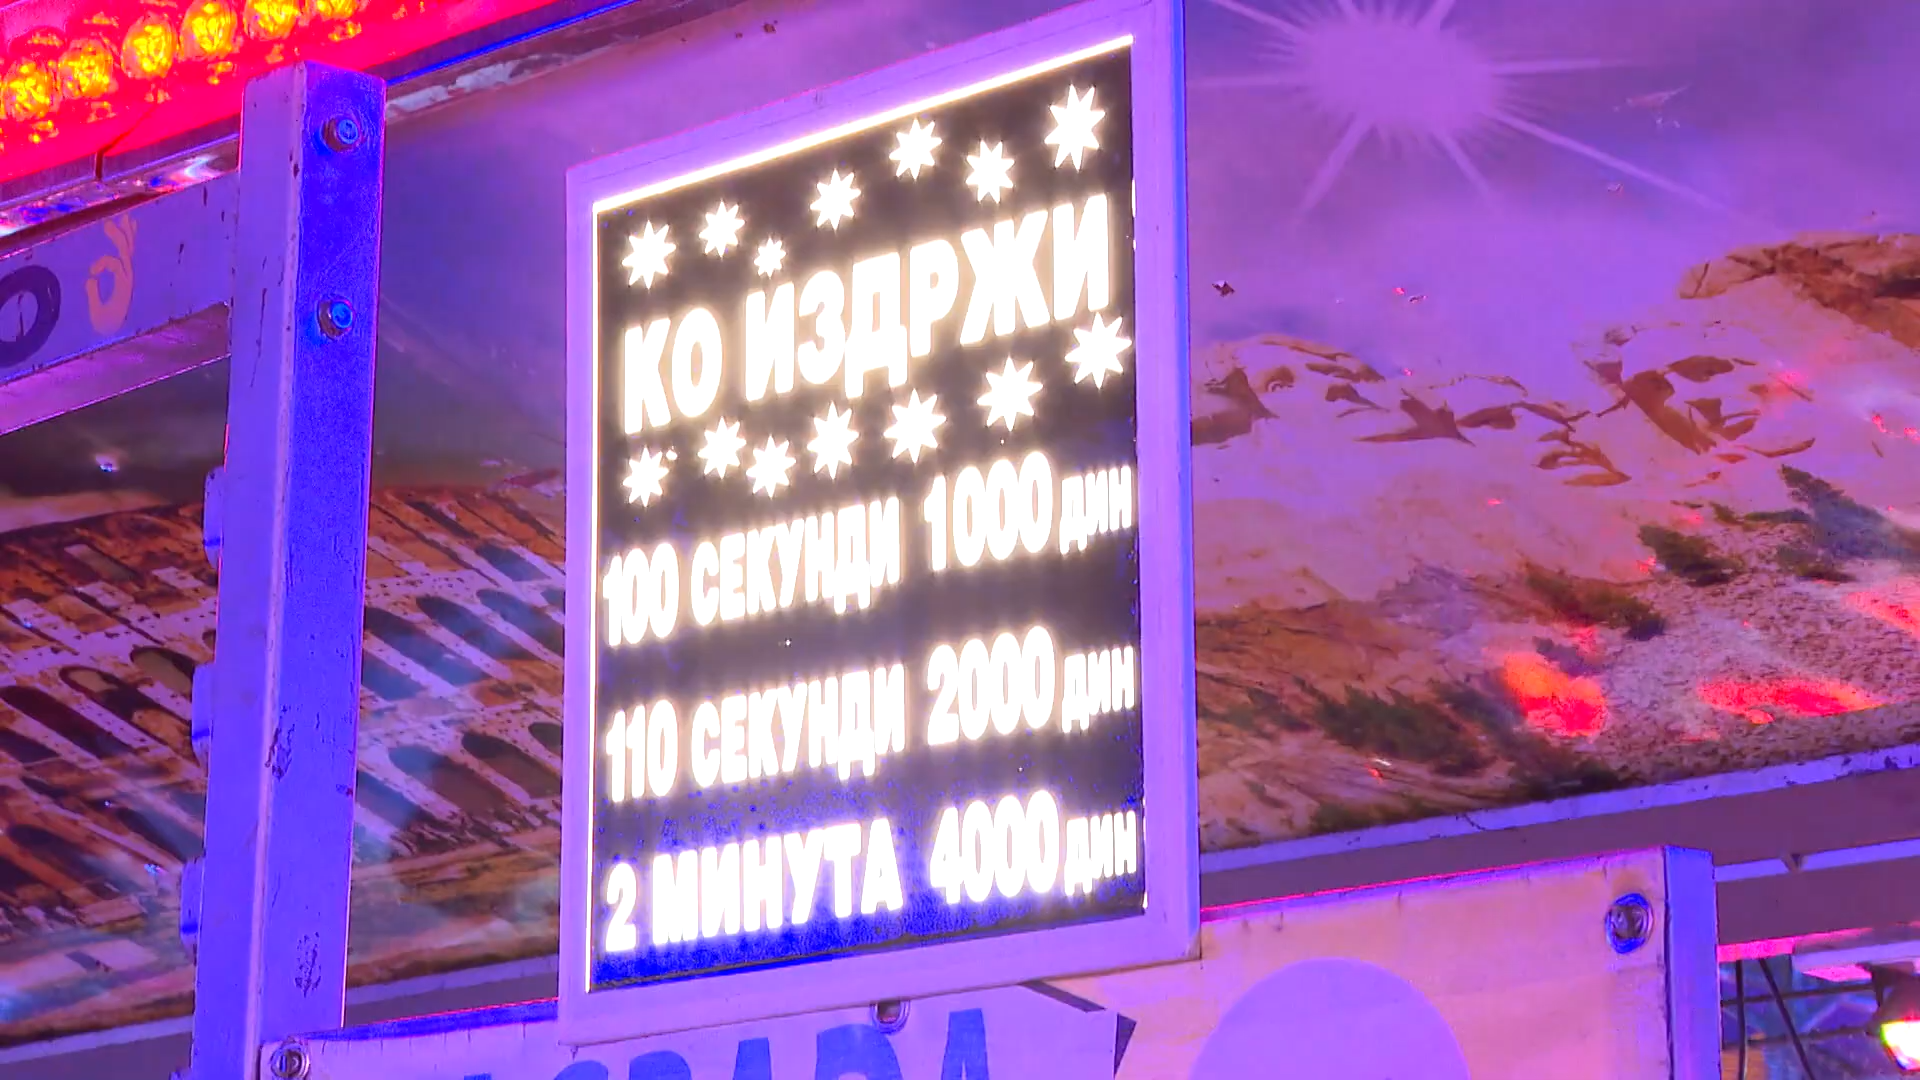 КО ИЗДРЖИ
100 СЕКУНДИ 1000 дин
110 СЕКУНДИ 2000 дин
2 МИНУТА 4000 дин